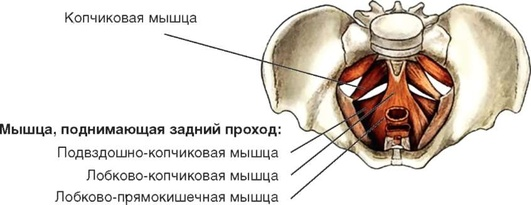 Копчиковая мышца
Мышца, поднимающая задний проход:
Подвздошно-копчиковая мышца
Лобково-копчиковая мышца
Лобково-прямокишечная мышца